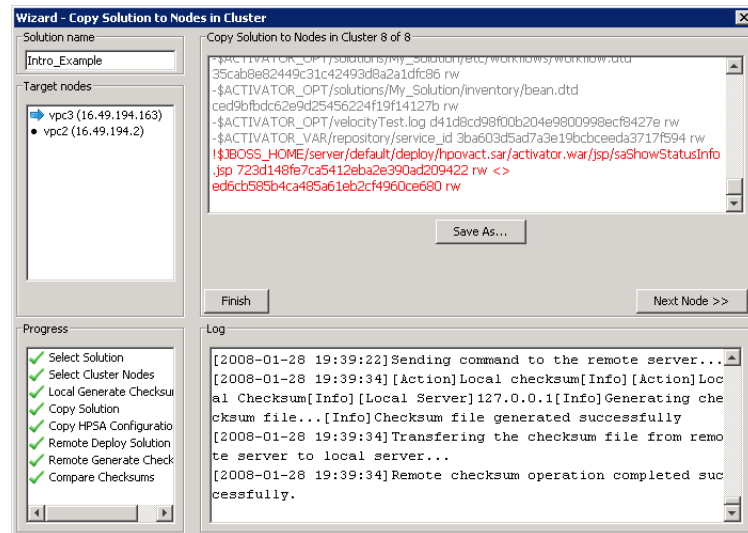 Wizard - Copy Solution to Nodes in Cluster
Solution name
Intro_Example
Target nodes
vpc3 (16.49.194.163)
vpc2 (16.49.194.2)
Copy Solution to Nodes in Cluster 8 of 8
-$ACTIVATOR_OPT/solutions/My_Solution/etc/workflows/workflow.dtd
35cab8e82449c31c42493d8a2a1dfc86 rw
-$ACTIVATOR_OPT/solutions/My_Solution/inventory/bean.dtd
ced9bfbdc62e9d25456224f19f14127b rw
-$ACTIVATOR_OPT/velocityTest.log d41d8cd98f00b204e9800998ecf8427e rw
-$ACTIVATOR_VAR/repository/service_id 3ba603d5ad7a3e19bcbceeda3717f594 rw
!$JBOSS_HOME/server/default/deploy/hpovact.sar/activator.war/jsp/saShowStatusInfo
.jsp 723d148fe7ca5412eba2e390ad209422 rw <>
ed6cb585b4ca485a61eb2cf4960ce680 rw
Save As...
Finish
Next Node >>
Progress
Select Solution
Select Cluster Nodes
Local Generate Checksu
Copy Solution
Copy HPSA Configuratio
Remote Deploy Solution
Remote Generate Check
Compare Checksums
Log
[2008-01-28 19:39:22]Sending command to the remote server...
[2008-01-28 19:39:34][Action]Local checksum[Info][Action]Loc
al Checksum[Info][Local Server]127.0.0.1[Info]Generating che
cksum file...[Info]Checksum file generated successfully
[2008-01-28 19:39:34]Transfering the checksum file from remo
te server to local server...
[2008-01-28 19:39:34]Remote checksum operation completed suc
cessfully.